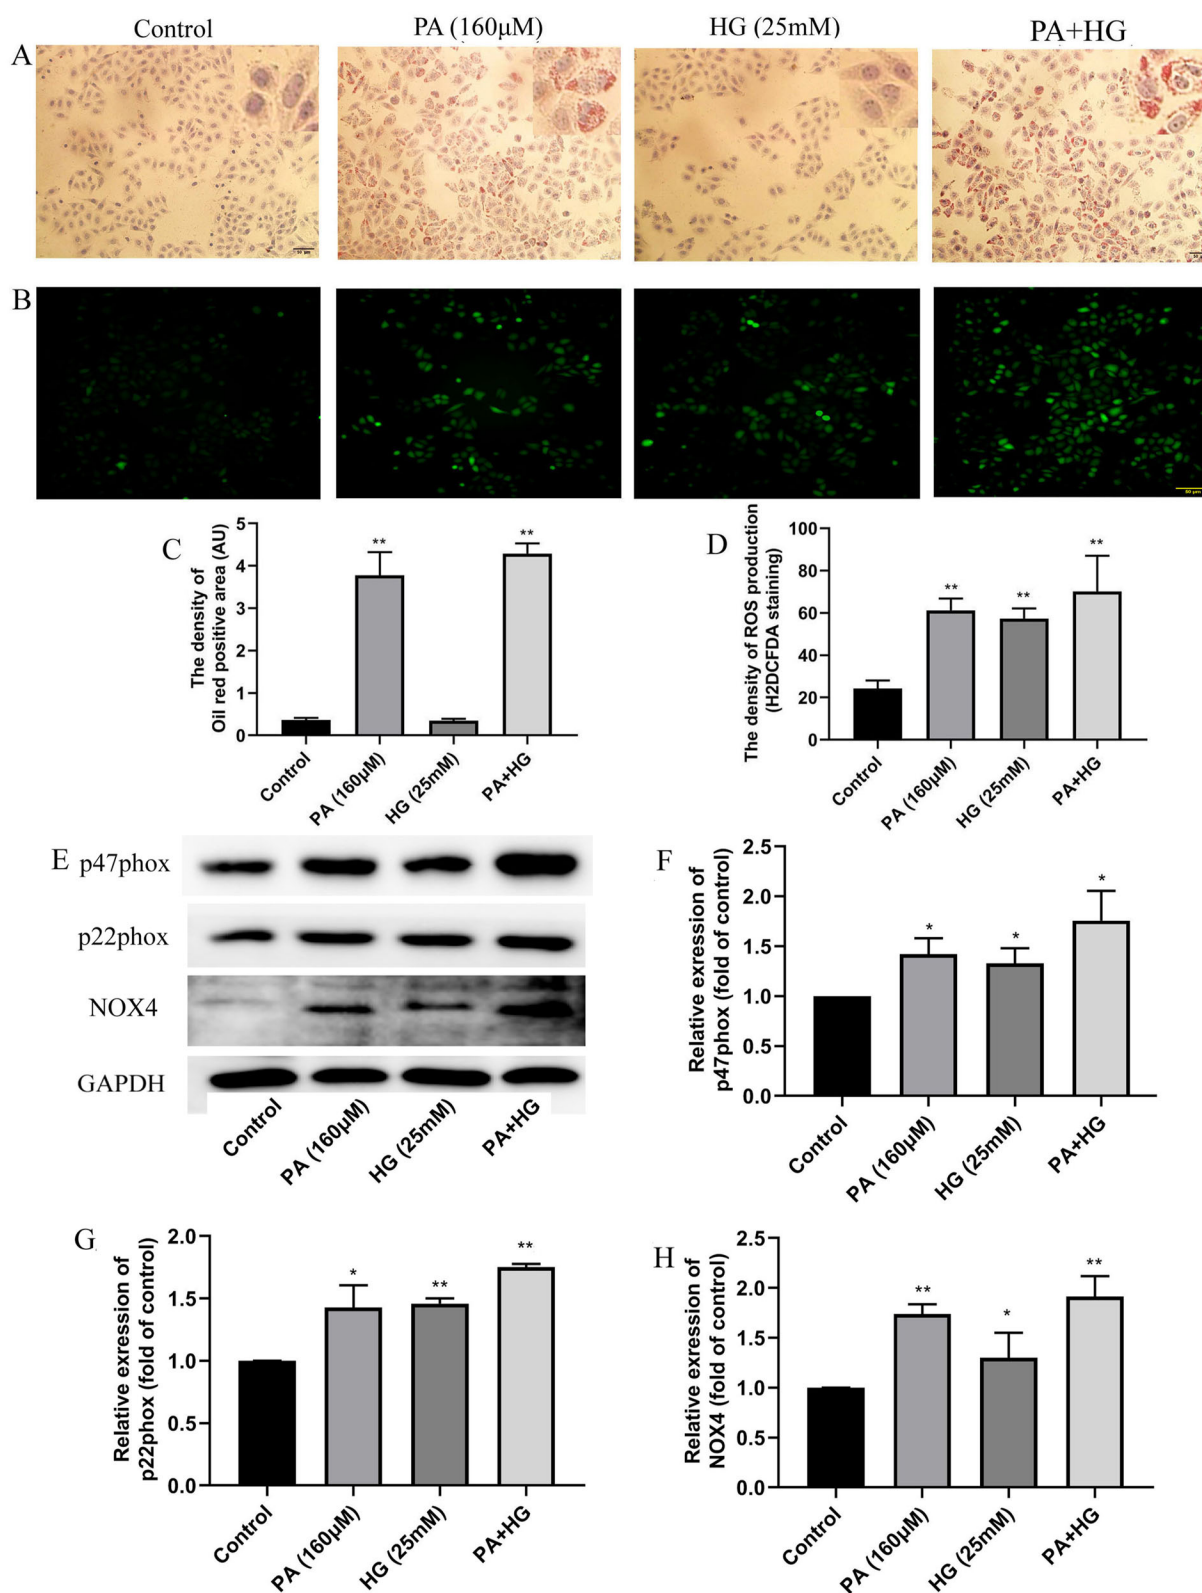 Control
PA (160μM)
HG (25mM)
PA+HG
A
50 μm
B
50 μm
C
The density of
Oil red positive area (AU)
5
4
3
2
1
0
**
**
Control
PA (160μM)
HG (25mM)
PA+HG
D
The density of ROS production
(H2DCFDA staining)
100
80
60
40
20
0
**
**
**
Control
PA (160μM)
HG (25mM)
PA+HG
E
p47phox
p22phox
NOX4
GAPDH
Control
PA (160μM)
HG (25mM)
PA+HG
F
Relative exression of
p47phox (fold of control)
2.5
2.0
1.5
1.0
0.5
0.0
*
*
*
Control
PA (160μM)
HG (25mM)
PA+HG
G
Relative exression of
p22phox (fold of control)
2.0
1.5
1.0
0.5
0.0
*
**
**
Control
PA (160μM)
HG (25mM)
PA+HG
H
Relative exression of
NOX4 (fold of control)
2.5
2.0
1.5
1.0
0.5
0.0
**
*
**
Control
PA (160μM)
HG (25mM)
PA+HG